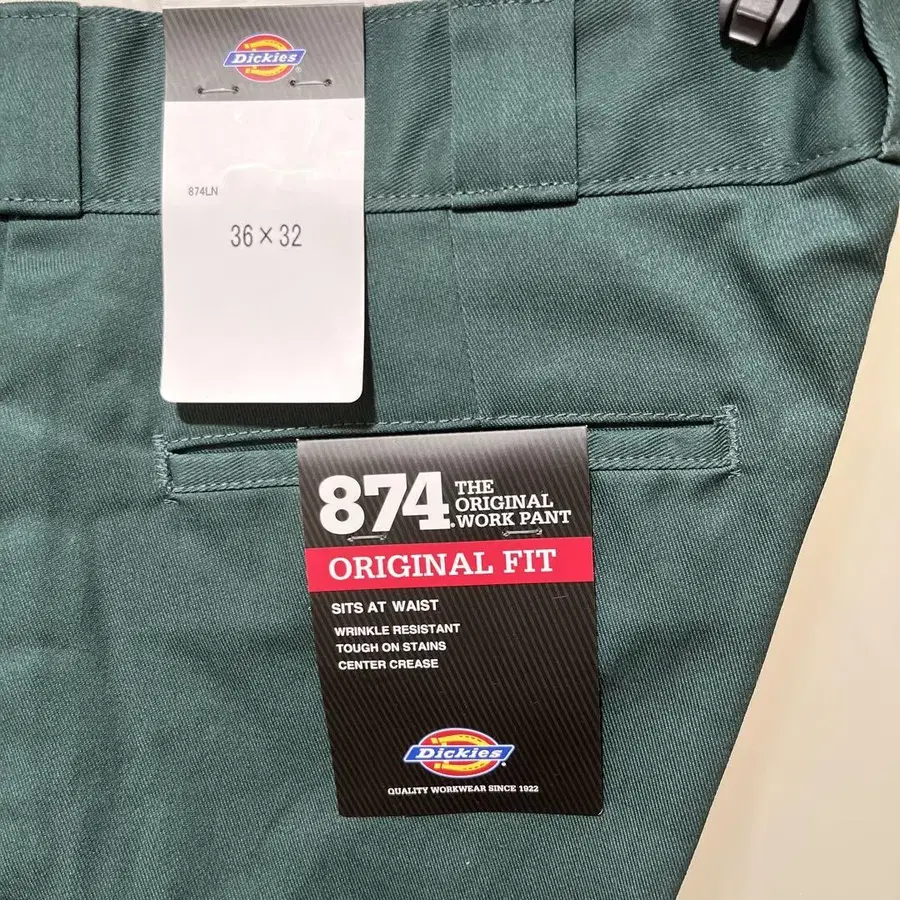 Dickies
874LN
36×32
874. THE
ORIGINAL
WORK PANT
ORIGINAL FIT
SITS AT WAIST
WRINKLE RESISTANT
TOUGH ON STAINS
CENTER CREASE
Dickies
QUALITY WORKWEAR SINCE 1922